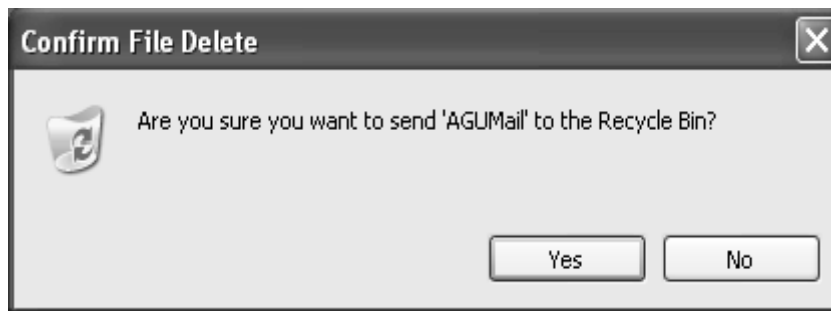 Confirm File Delete
Are you sure you want to send 'AGUMail' to the Recycle Bin?
Yes
No